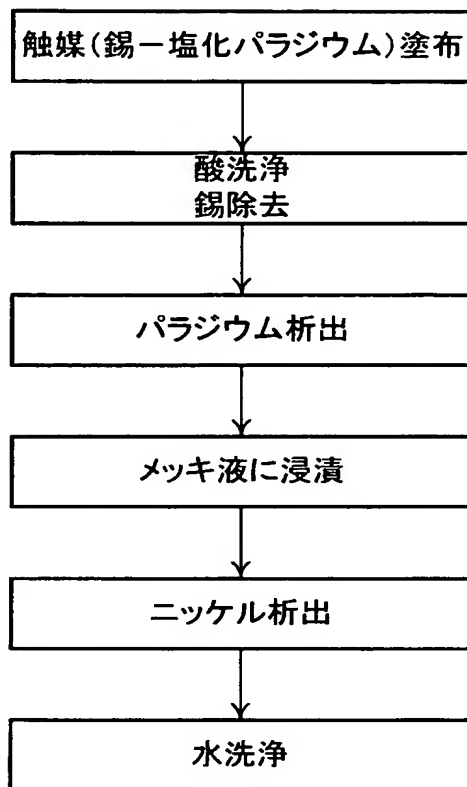 触媒(錫－塩化パラジウム)塗布
酸洗浄
錫除去
パラジウム析出
メッキ液に浸漬
ニッケル析出
水洗浄